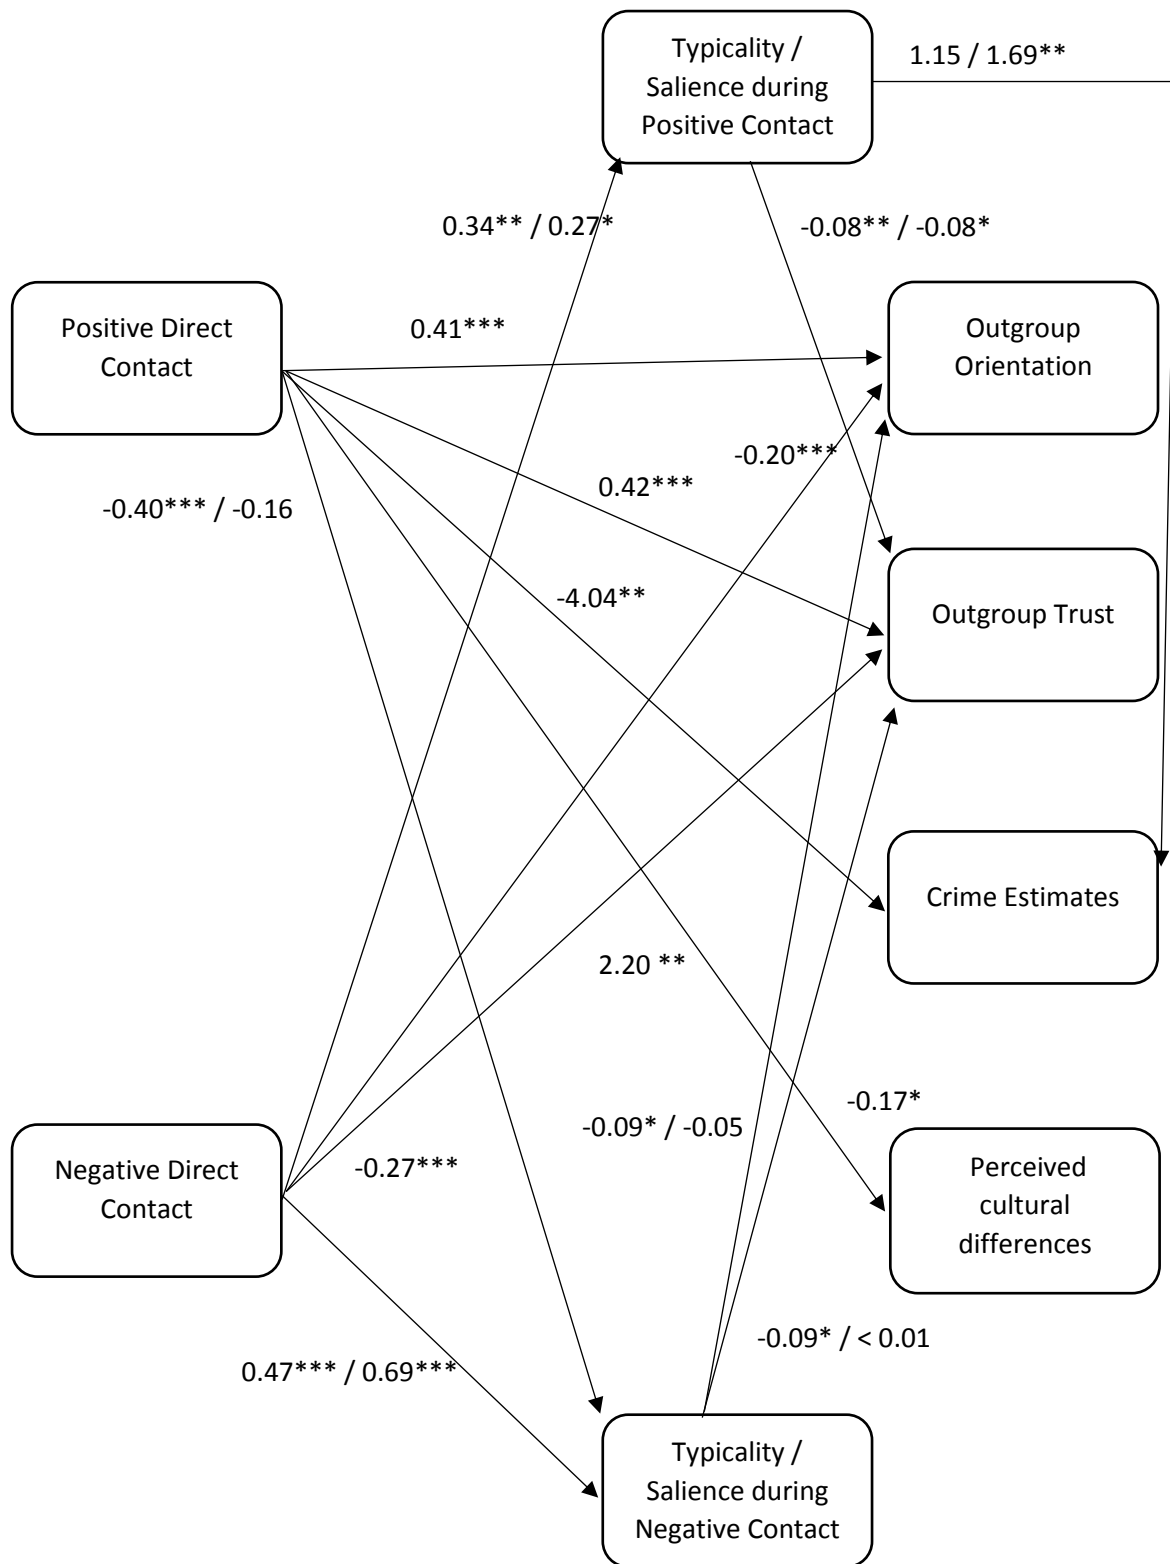 Typicality /
Salience during
Positive Contact
1.15 / 1.69**
0.34** / 0.27*
-0.08** / -0.08*
Positive Direct
Contact
0.41***
Outgroup
Orientation
-0.20***
0.42***
-0.40*** / -0.16
-4.04**
Outgroup Trust
Crime Estimates
2.20 **
-0.17*
-0.09* / -0.05
Negative Direct
Contact
-0.27***
Perceived
cultural
differences
-0.09* / < 0.01
0.47*** / 0.69***
Typicality /
Salience during
Negative Contact